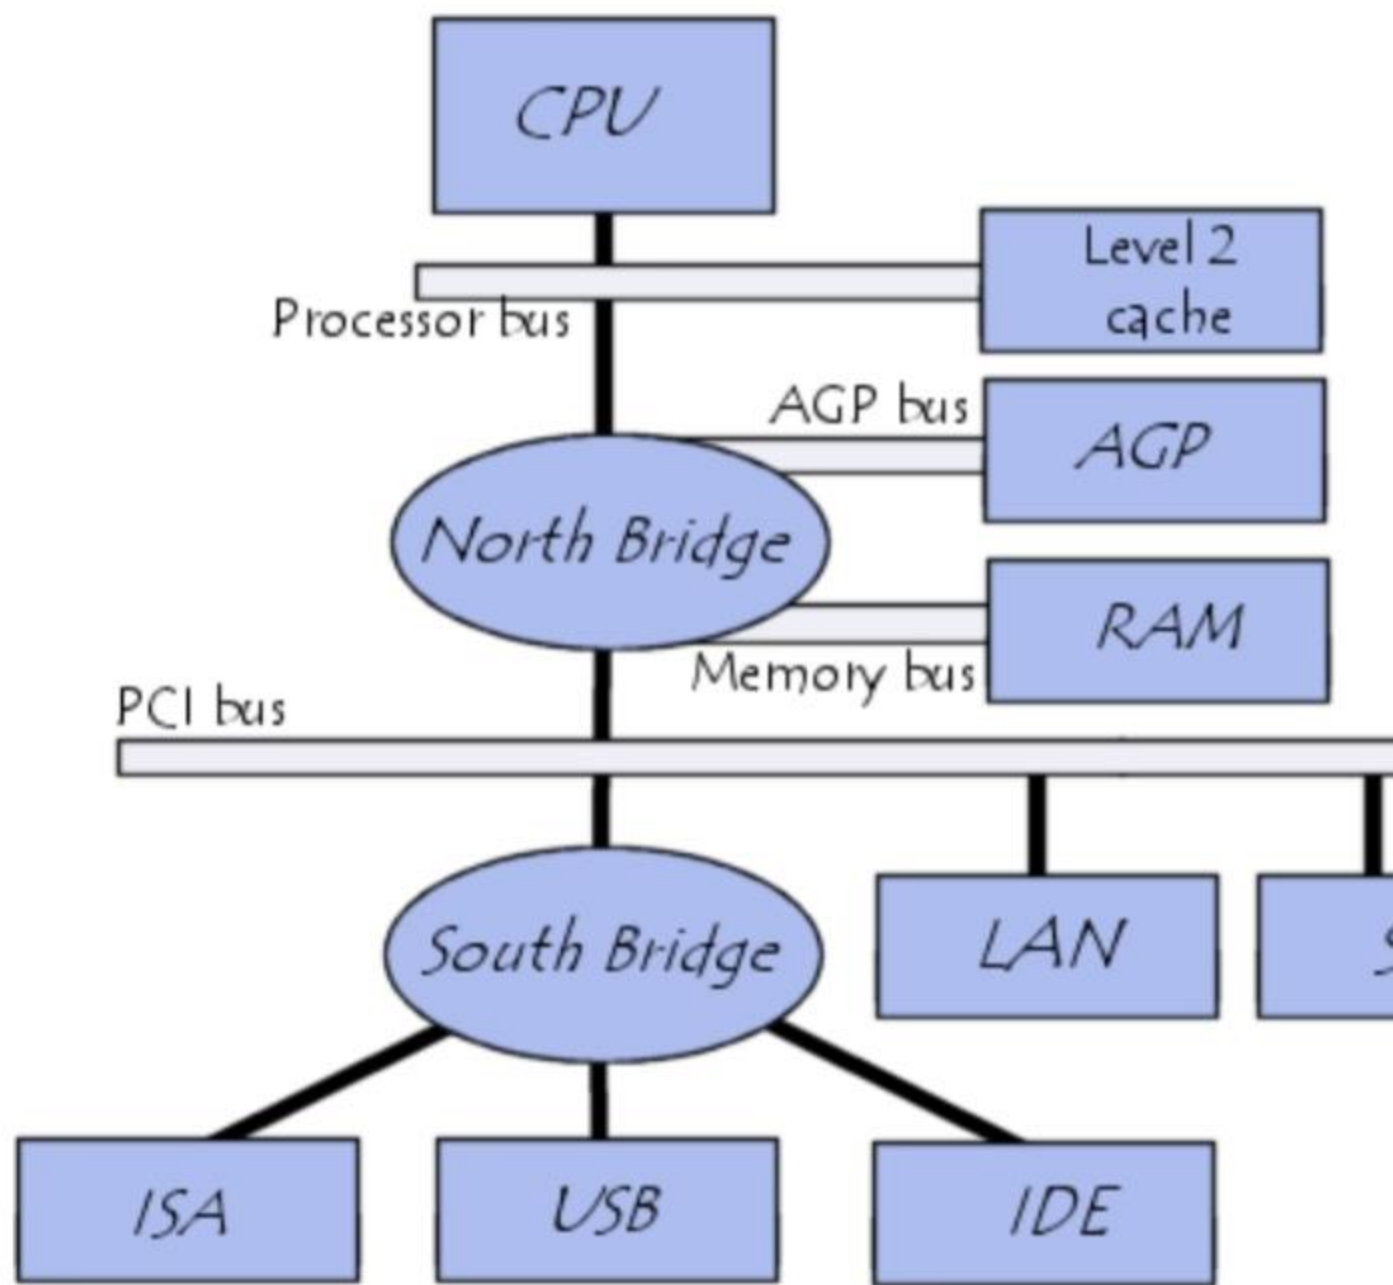 CPU
Level 2
cache
Processor bus
AGP bus
AGP
North Bridge
RAM
Memory bus
PCI bus
South Bridge
LAN
ISA
USB
IDE